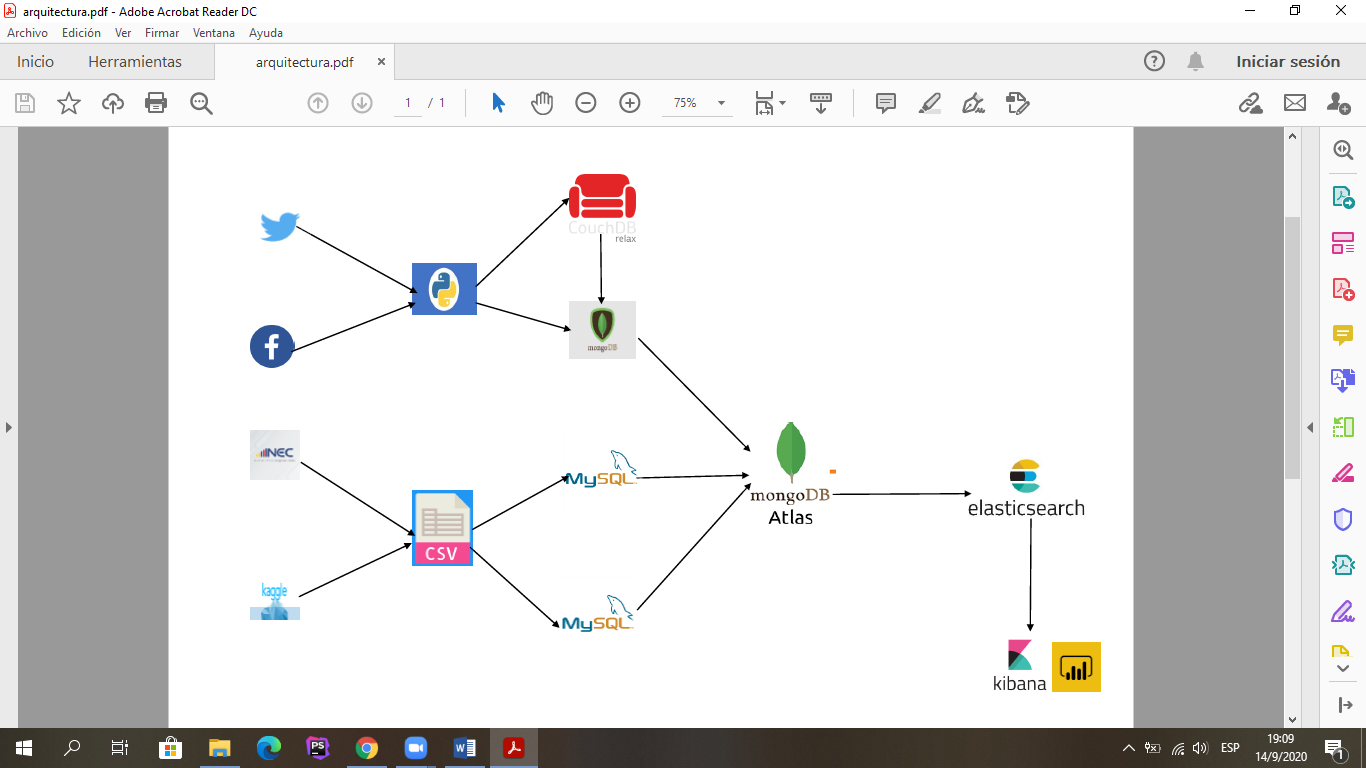 arquitectura.pdf - Adobe Acrobat Reader DC
Archivo Edición Ver Firmar Ventana Ayuda
Inicio Herramientas arquitectura.pdf × ? Iniciar sesión
1 / 1 75%
CouchDB
relax
f
mongoDB
INEC
MySQL
mongoDB
Atlas
elasticsearch
CSV
kaggle
MySQL
kibana
PS
W
19:09
ESP
14/9/2020
1